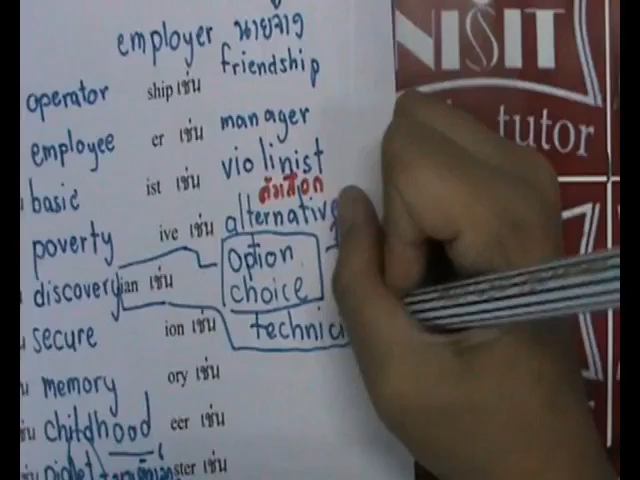 employer นายจ้าง
friendship
operator ship เช่น
employee er เช่น manager
basic ist เช่น violinist
ตัวเลือก
poverty ive เช่น alternative
option
discovery ian เช่น choice
secure ion เช่น technici
memory ory เช่น
childhood eer เช่น
piglet ster เช่น
NISIT
tutor